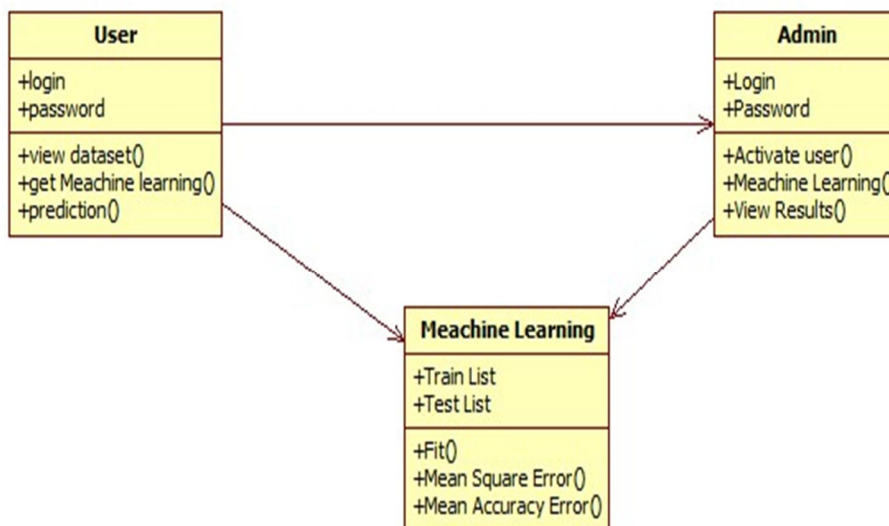 User
+login
+password
+view dataset()
+get Meachine learning()
+prediction()
Admin
+Login
+Password
+Activate user()
+Meachine Learning()
+View Results()
Meachine Learning
+Train List
+Test List
+Fit()
+Mean Square Error()
+Mean Accuracy Error()